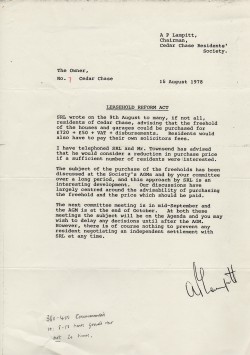 A P Lampitt,
Chairman,
Cedar Chase Residents'
Society.
The Owner,
No. 7 Cedar Chase
16 August 1978
LEASEHOLD REFORM ACT
SRL wrote on the 9th August to many, if not all,
residents of Cedar Chase, advising that the freehold
of the houses and garages could be purchased for
£720 + £50 + VAT + disbursements. Residents would
also have to pay their own solicitors fees.
I have telephoned SRL and Mr. Townsend has advised
that he would consider a reduction in purchase price
if a sufficient number of residents were interested.
The subject of the purchase of the freeholds has been
discussed at the Society's AGMs and by your committee
over a long period, and this approach by SRL is an
interesting development. Our discussions have
largely centred around the advisability of purchasing
the freehold and the price which should be paid.
The next committee meeting is in mid-September and
the AGM is at the end of October. At both these
meetings the subject will be on the Agenda and you may
wish to delay any decisions until after the AGM.
However, there is of course nothing to prevent any
resident negotiating an independent settlement with
SRL at any time.
A P Lampitt
ground rent